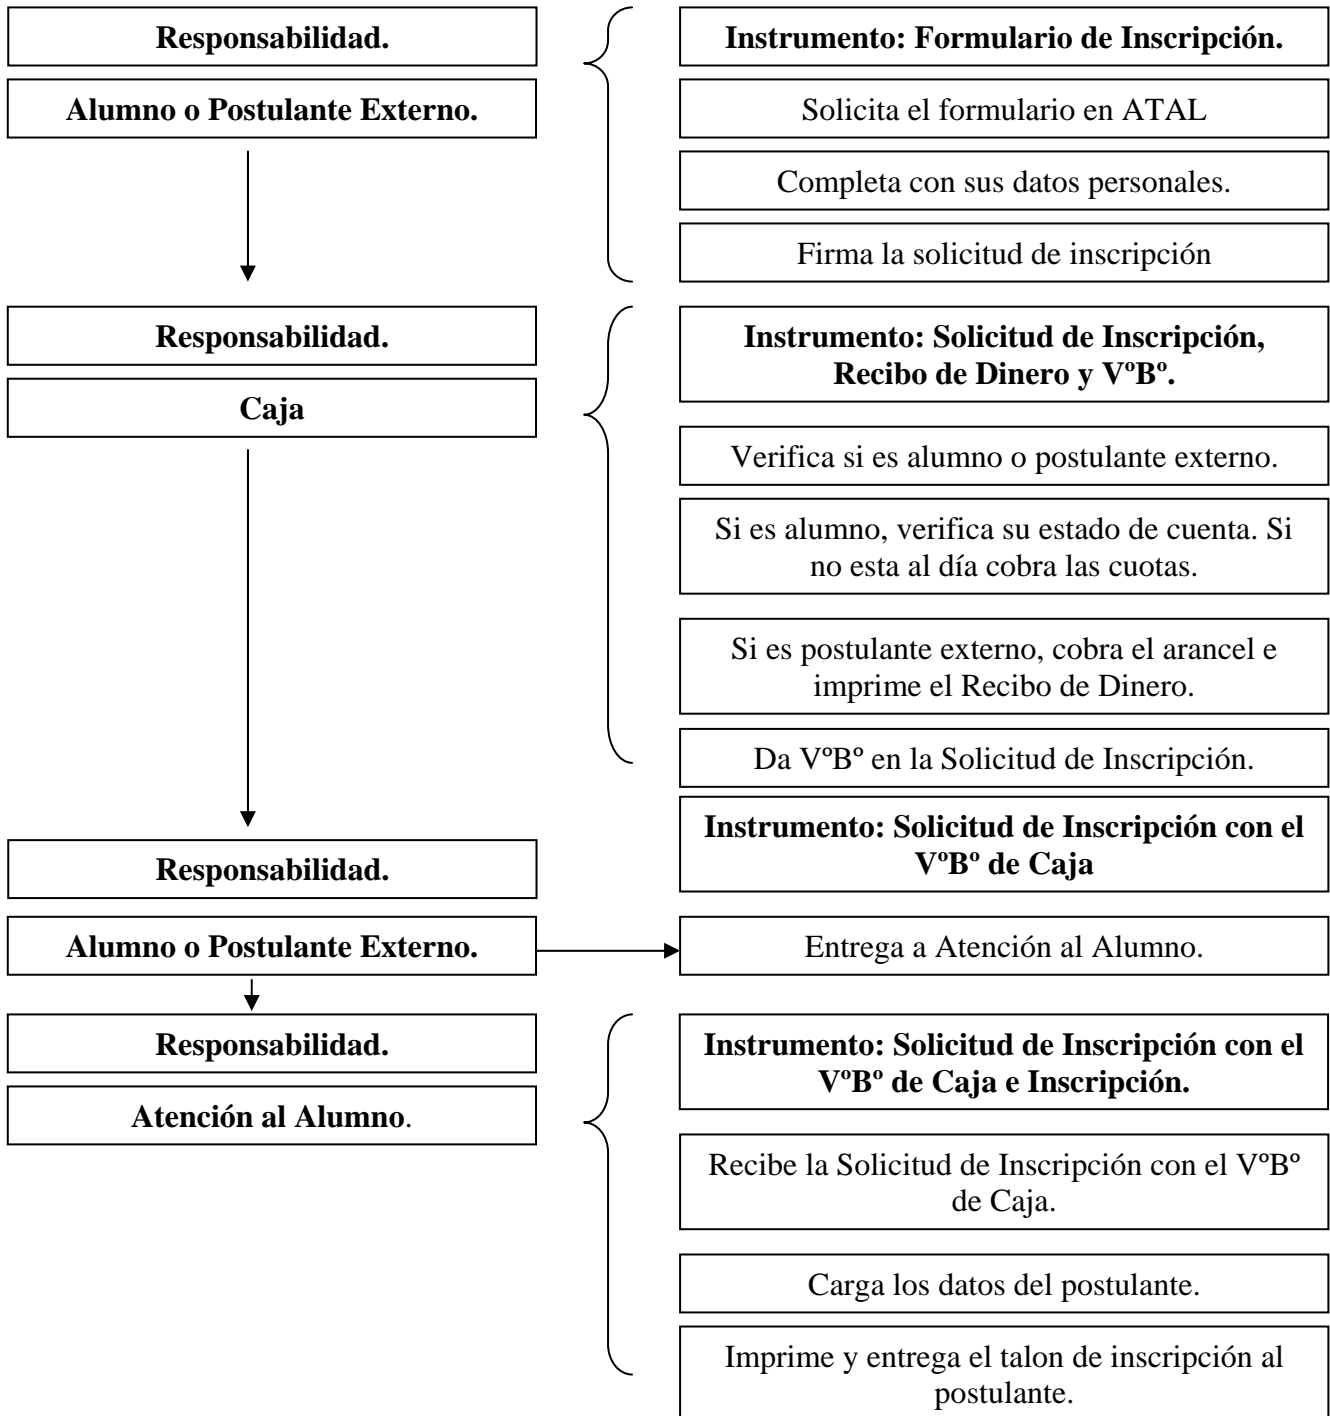 Responsabilidad.
Alumno o Postulante Externo.
Instrumento: Formulario de Inscripción.
Solicita el formulario en ATAL
Completa con sus datos personales.
Firma la solicitud de inscripción
Responsabilidad.
Caja
Instrumento: Solicitud de Inscripción,
Recibo de Dinero y VºBº.
Verifica si es alumno o postulante externo.
Si es alumno, verifica su estado de cuenta. Si
no esta al día cobra las cuotas.
Si es postulante externo, cobra el arancel e
imprime el Recibo de Dinero.
Da VºBº en la Solicitud de Inscripción.
Responsabilidad.
Alumno o Postulante Externo.
Instrumento: Solicitud de Inscripción con el
VºBº de Caja
Entrega a Atención al Alumno.
Responsabilidad.
Atención al Alumno.
Instrumento: Solicitud de Inscripción con el
VºBº de Caja e Inscripción.
Recibe la Solicitud de Inscripción con el VºBº
de Caja.
Carga los datos del postulante.
Imprime y entrega el talon de inscripción al
postulante.